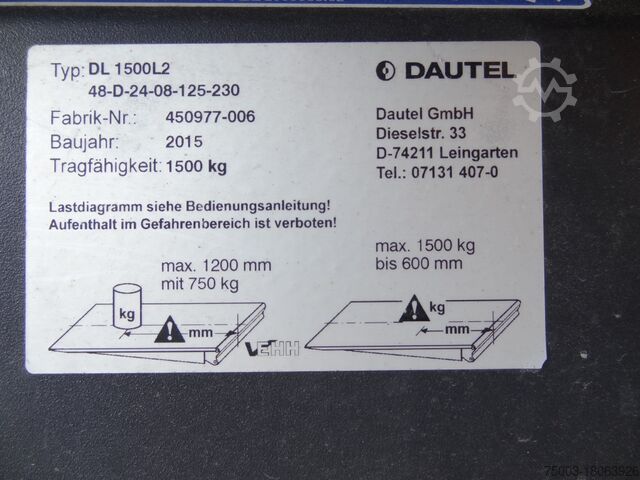 Typ: DL 1500L2
48-D-24-08-125-230
Fabrik-Nr.: 450977-006
Baujahr: 2015
Tragfähigkeit: 1500 kg
DAUTEL
Dautel GmbH
Dieselstr. 33
D-74211 Leingarten
Tel.: 07131 407-0
Lastdiagramm siehe Bedienungsanleitung!
Aufenthalt im Gefahrenbereich ist verboten!
max. 1200 mm
mit 750 kg
max. 1500 kg
bis 600 mm
kg
mm
kg
mm
VEHH
75003-18063926